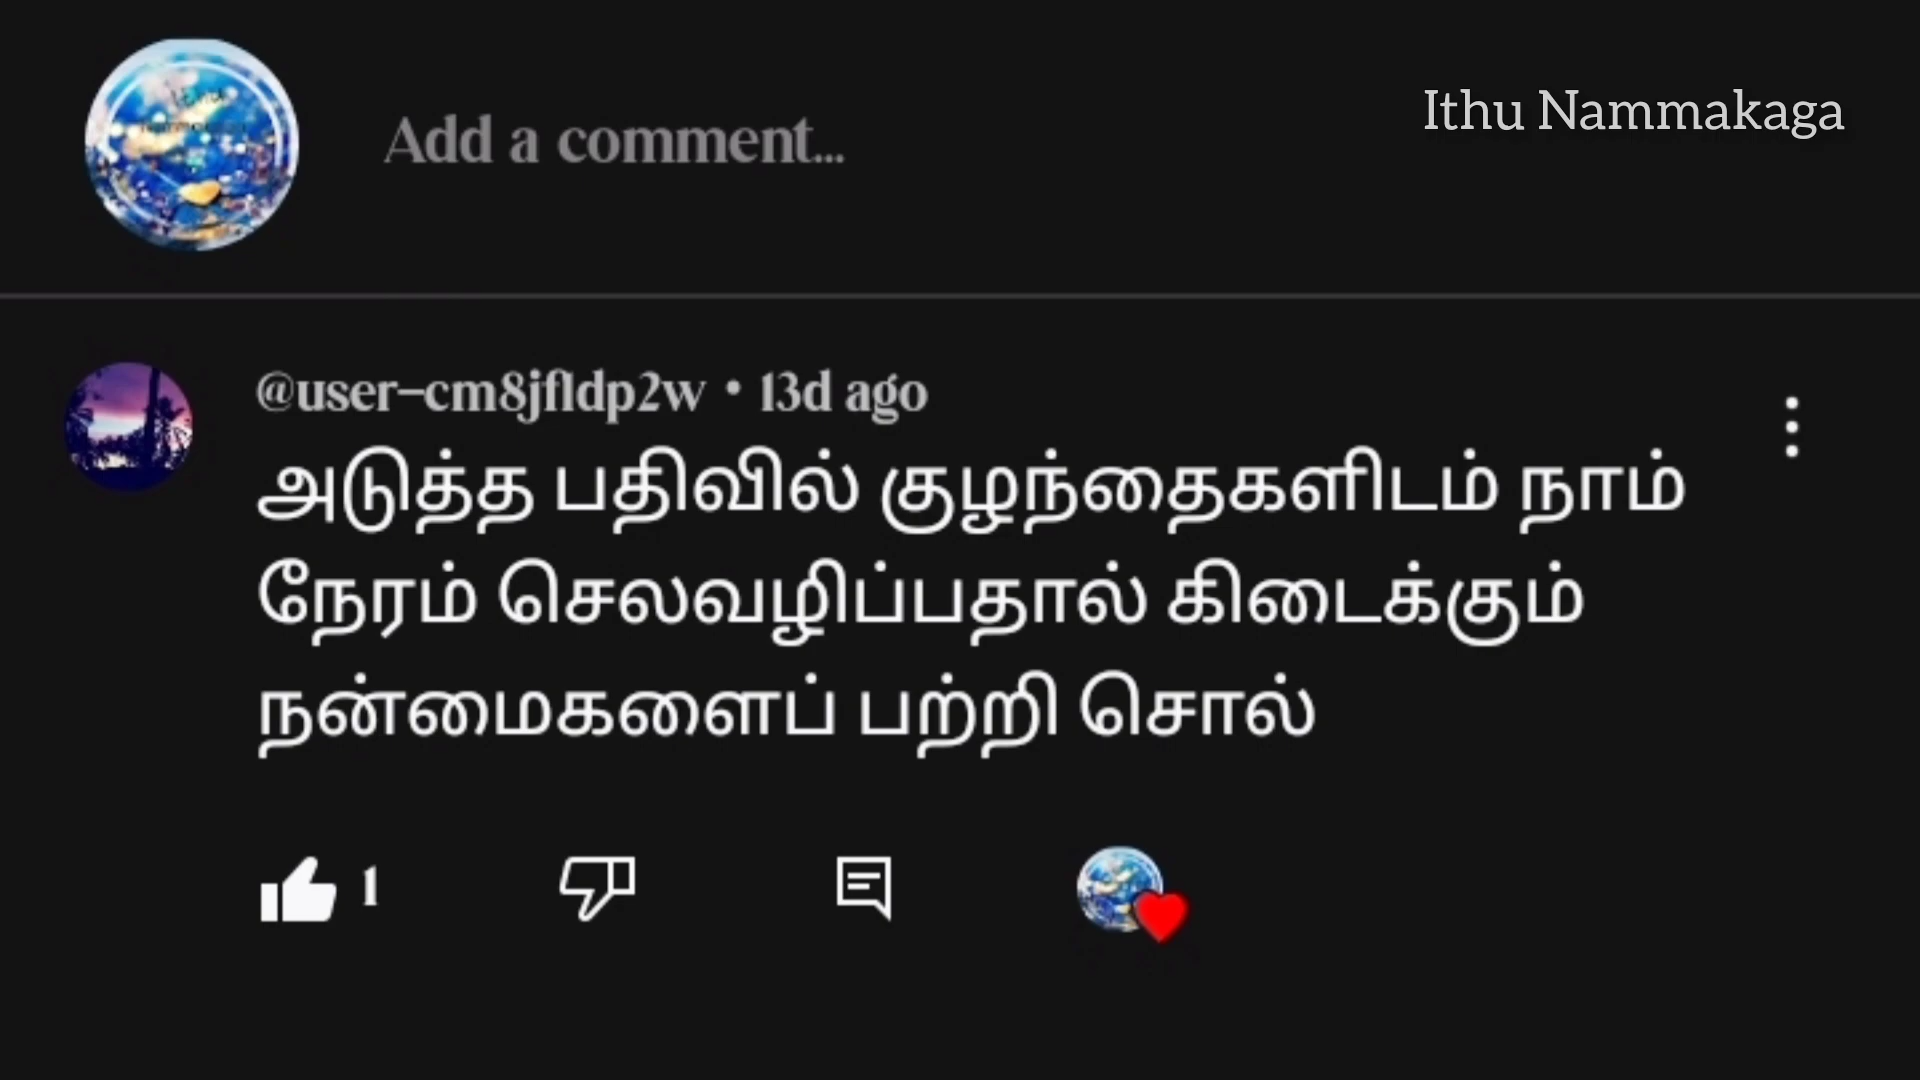 Add a comment...
Ithu Nammakaga
@user-cm8jfldp2w • 13d ago
அடுத்த பதிவில் குழந்தைகளிடம் நாம்
நேரம் செலவழிப்பதால் கிடைக்கும்
நன்மைகளைப் பற்றி சொல்
1